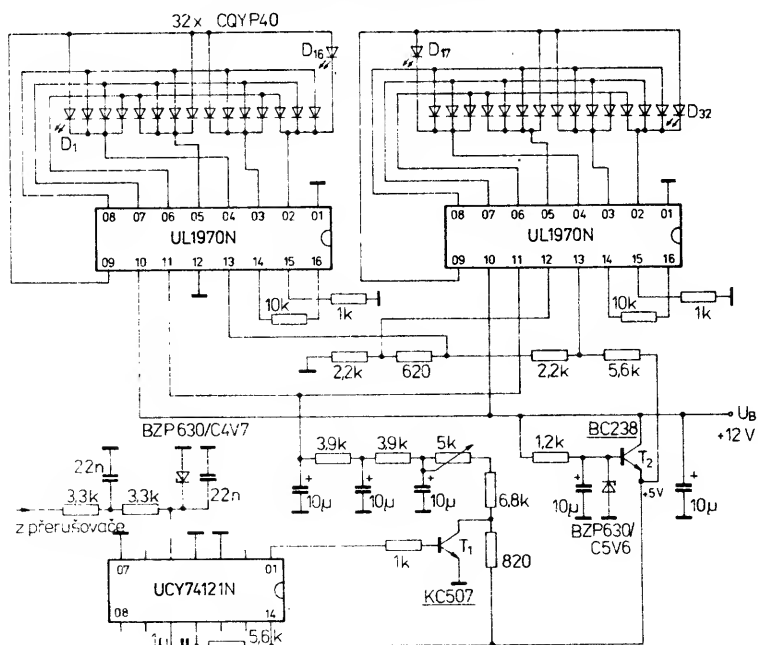 32x CQYP40
D16
D17
D1
D32
08 07 06 05 04 03 02 01
UL1970N
09 10 11 12 13 14 15 16
08 07 06 05 04 03 02 01
UL1970N
09 10 11 12 13 14 15 16
10k
1k
10k
1k
2,2k
620
2,2k
5,6k
BZP630/C4V7
UB
+12 V
BC238
3,9k
3,9k
5k
1,2k
T2
22n
22n
3,3k
3,3k
+
10µ
+
10µ
+
10µ
6,8k
+
10µ
+5V
+
10µ
z přerušovače
BZP630/
C5V6
07
01
UCY74121N
08
14
1k
T1
820
KC507
1µ
5,6k